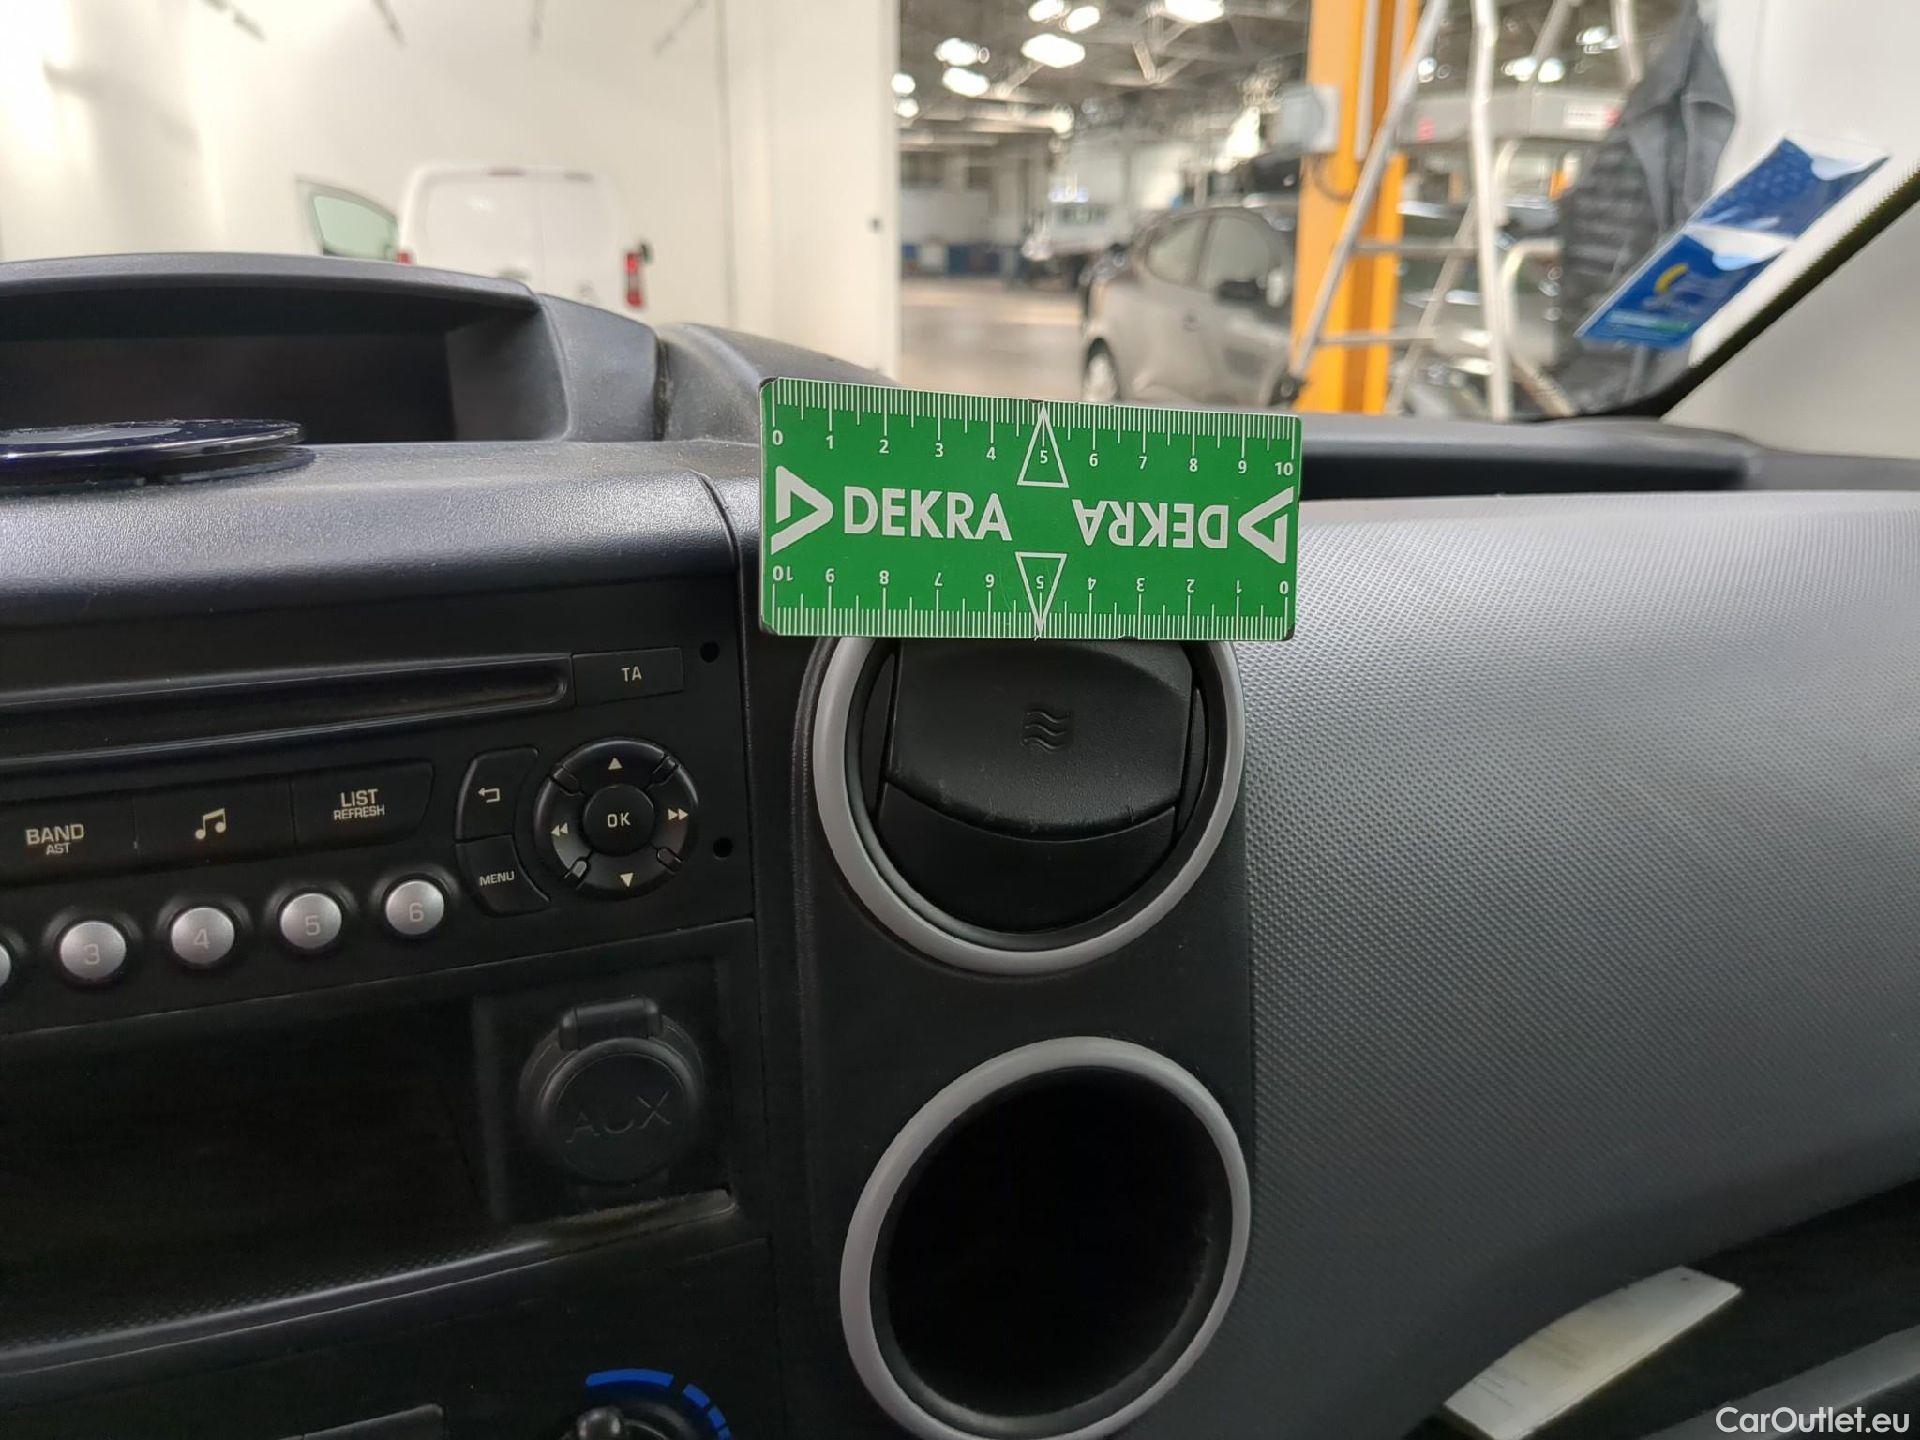 0 1 2 3 4 5 6 7 8 9 10
DEKRA DEKRA
10 9 8 7 6 5 4 3 2 1 0
TA
BAND
AST
LIST
REFRESH
OK
MENU
3 4 5 6
AUX
CarOutlet.eu